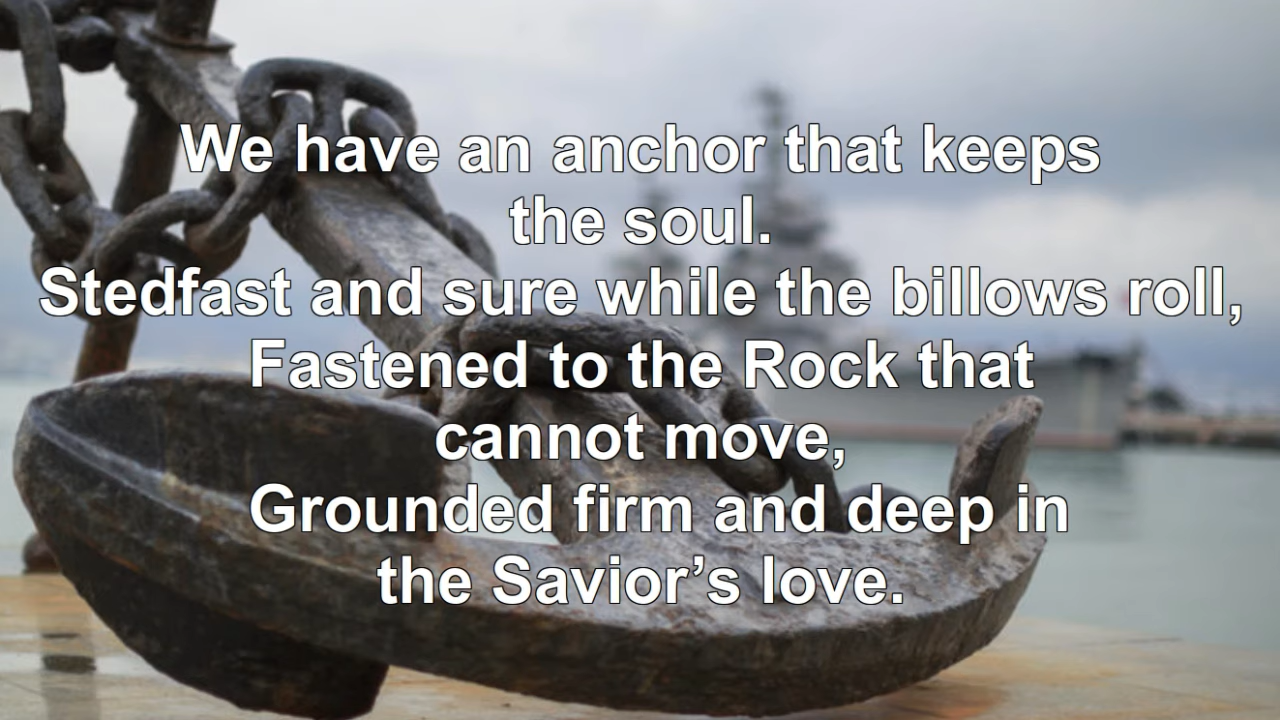 We have an anchor that keeps
the soul.
Stedfast and sure while the billows roll,
Fastened to the Rock that
cannot move,
Grounded firm and deep in
the Savior’s love.